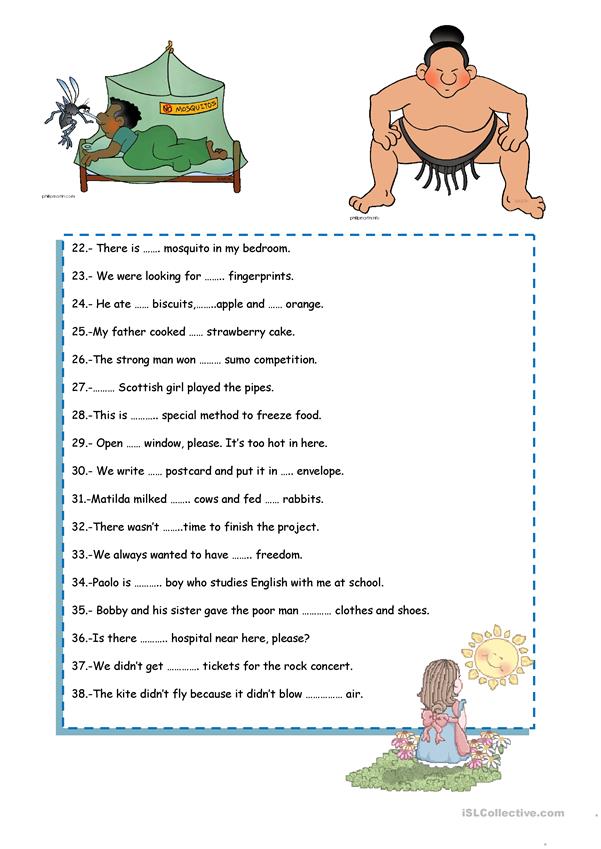 MOSQUITOS
philipmartin.com
philipmartin.info
22.- There is ……. mosquito in my bedroom.
23.- We were looking for …….. fingerprints.
24.- He ate …… biscuits,……..apple and …… orange.
25.-My father cooked …… strawberry cake.
26.-The strong man won ……… sumo competition.
27.-……… Scottish girl played the pipes.
28.-This is ……….. special method to freeze food.
29.- Open …… window, please. It's too hot in here.
30.- We write …… postcard and put it in ….. envelope.
31.-Matilda milked …….. cows and fed …… rabbits.
32.-There wasn't ……..time to finish the project.
33.-We always wanted to have …….. freedom.
34.-Paolo is ……….. boy who studies English with me at school.
35.- Bobby and his sister gave the poor man ………… clothes and shoes.
36.-Is there ……….. hospital near here, please?
37.-We didn't get …………. tickets for the rock concert.
38.-The kite didn't fly because it didn't blow …………… air.
iSLCollective.com